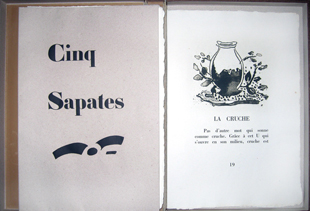 Cinq
Sapates
LA CRUCHE
Pas d'autre mot qui sonne
comme cruche. Grâce à cet U qui
s'ouvre en son milieu, cruche est